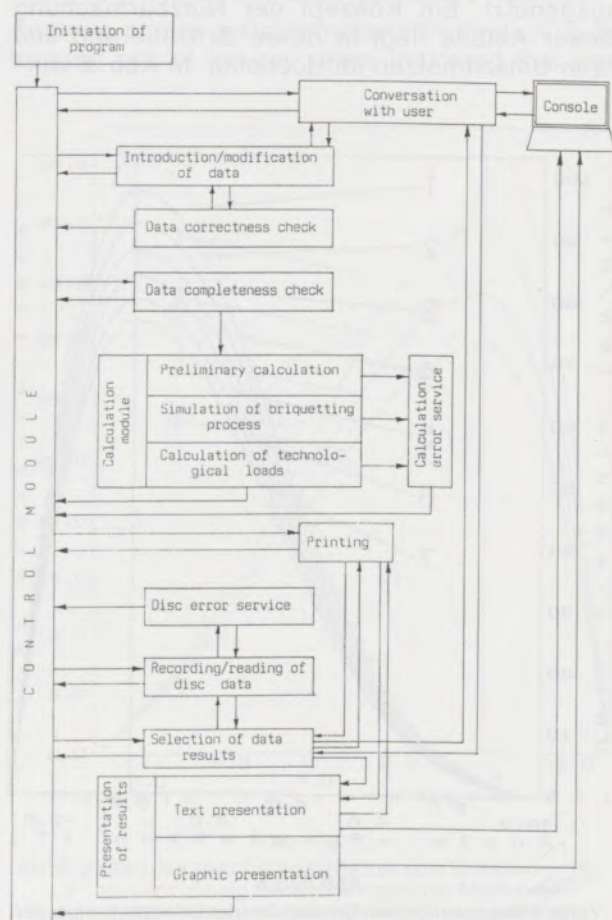 Initiation of
program
Conversation
with user
Console
Introduction/modification
of data
Data correctness check
Data completeness check
Calculation
module
Preliminary calculation
Simulation of briquetting
process
Calculation of technolo-
gical loads
Calculation
error service
CONTROL MODULE
Printing
Disc error service
Recording/reading of
disc data
Selection of data
results
Presentation
of results
Text presentation
Graphic presentation